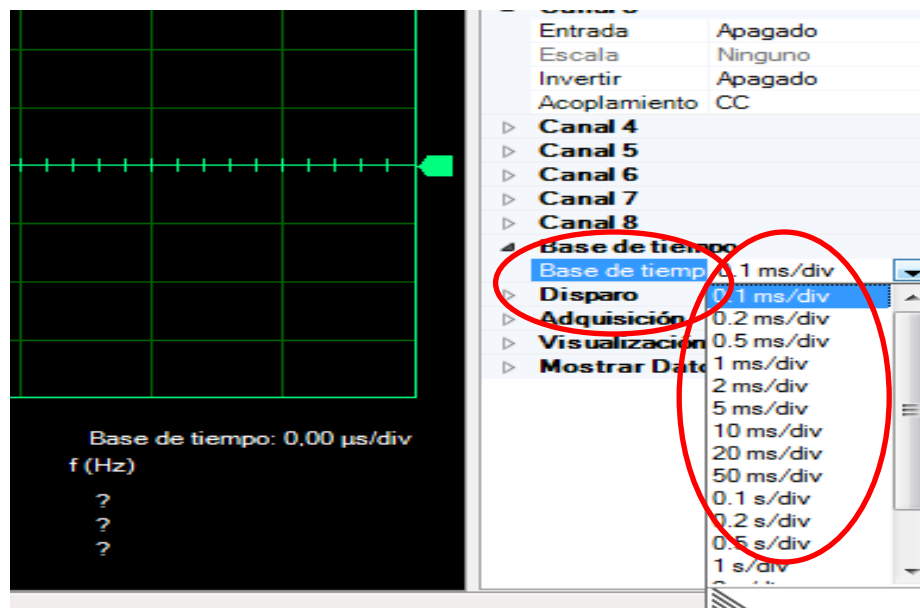 Entrada Apagado
Escala Ninguno
Invertir Apagado
Acoplamiento CC
Canal 4
Canal 5
Canal 6
Canal 7
Canal 8
Base de tiempo
Base de tiemp 0.1 ms/div
Disparo
Adquisición
Visualización
Mostrar Dato
0.1 ms/div
0.2 ms/div
0.5 ms/div
1 ms/div
2 ms/div
5 ms/div
10 ms/div
20 ms/div
50 ms/div
0.1 s/div
0.2 s/div
0.5 s/div
1 s/div
Base de tiempo: 0,00 µs/div
f (Hz)
?
?
?